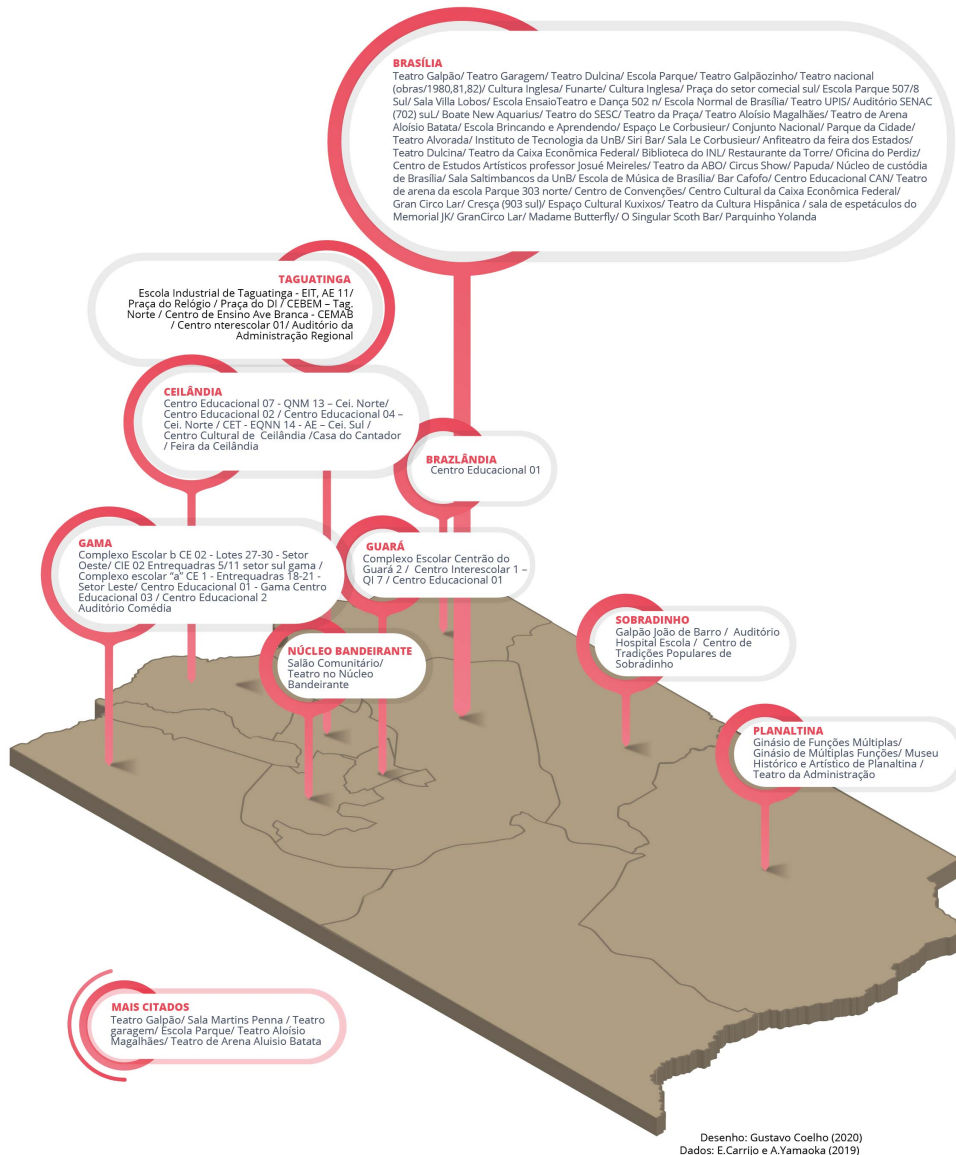 BRASÍLIA
Teatro Galpão/ Teatro Garagem/ Teatro Dulcina/ Escola Parque/ Teatro Galpãozinho/ Teatro nacional
(obras/1980,81,82)/ Cultura Inglesa/ Funarte/ Cultura Inglesa/ Praça do setor comecial sul/ Escola Parque 507/8
Sul/ Sala Villa Lobos/ Escola EnsaioTeatro e Dança 502 n/ Escola Normal de Brasília/ Teatro UPIS/ Auditório SENAC
(702) suL/ Boate New Aquarius/ Teatro do SESC/ Teatro da Praça/ Teatro Aloísio Magalhães/ Teatro de Arena
Aloísio Batata/ Escola Brincando e Aprendendo/ Espaço Le Corbusieur/ Conjunto Nacional/ Parque da Cidade/
Teatro Alvorada/ Instituto de Tecnologia da UnB/ Siri Bar/ Sala Le Corbusieur/ Anfiteatro da feira dos Estados/
Teatro Dulcina/ Teatro da Caixa Econômica Federal/ Biblioteca do INL/ Restaurante da Torre/ Oficina do Perdiz/
Centro de Estudos Artísticos professor Josué Meireles/ Teatro da ABO/ Circus Show/ Papuda/ Núcleo de custódia
de Brasília/ Sala Saltimbancos da UnB/ Escola de Música de Brasília/ Bar Cafofo/ Centro Educacional CAN/ Teatro
de arena da escola Parque 303 norte/ Centro de Convenções/ Centro Cultural da Caixa Econômica Federal/
Gran Circo Lar/ Cresça (903 sul)/ Espaço Cultural Kuxixos/ Teatro da Cultura Hispânica / sala de espetáculos do
Memorial JK/ GranCirco Lar/ Madame Butterfly/ O Singular Scoth Bar/ Parquinho Yolanda
TAGUATINGA
Escola Industrial de Taguatinga - EIT, AE 11/
Praça do Relógio / Praça do DI / CEBEM – Tag.
Norte / Centro de Ensino Ave Branca - CEMAB
/ Centro nterescolar 01/ Auditório da
Administração Regional
CEILÂNDIA
Centro Educacional 07 - QNM 13 – Cei. Norte/
Centro Educacional 02 / Centro Educacional 04 –
Cei. Norte / CET - EQNN 14 - AE – Cei. Sul /
Centro Cultural de Ceilândia /Casa do Cantador
/ Feira da Ceilândia
BRAZLÂNDIA
Centro Educacional 01
GAMA
Complexo Escolar b CE 02 - Lotes 27-30 - Setor
Oeste/ CIE 02 Entrequadras 5/11 setor sul gama /
Complexo escolar "a" CE 1 - Entrequadras 18-21 -
Setor Leste/ Centro Educacional 01 - Gama Centro
Educacional 03 / Centro Educacional 2
Auditório Comédia
GUARÁ
Complexo Escolar Centrão do
Guará 2 / Centro Interescolar 1 –
QI 7 / Centro Educacional 01
NÚCLEO BANDEIRANTE
Salão Comunitário/
Teatro no Núcleo
Bandeirante
SOBRADINHO
Galpão João de Barro / Auditório
Hospital Escola / Centro de
Tradições Populares de
Sobradinho
PLANALTINA
Ginásio de Funções Múltiplas/
Ginásio de Múltiplas Funções/ Museu
Histórico e Artístico de Planaltina /
Teatro da Administração
MAIS CITADOS
Teatro Galpão/ Sala Martins Penna / Teatro
garagem/ Escola Parque/ Teatro Aloísio
Magalhães/ Teatro de Arena Aluisio Batata
Desenho: Gustavo Coelho (2020)
Dados: E.Carrijo e A.Yamaoka (2019)